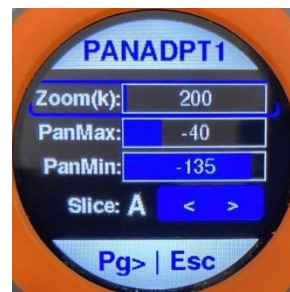 PANADPT1
Zoom(k): 200
PanMax: -40
PanMin: -135
Slice: A < >
Pg> | Esc